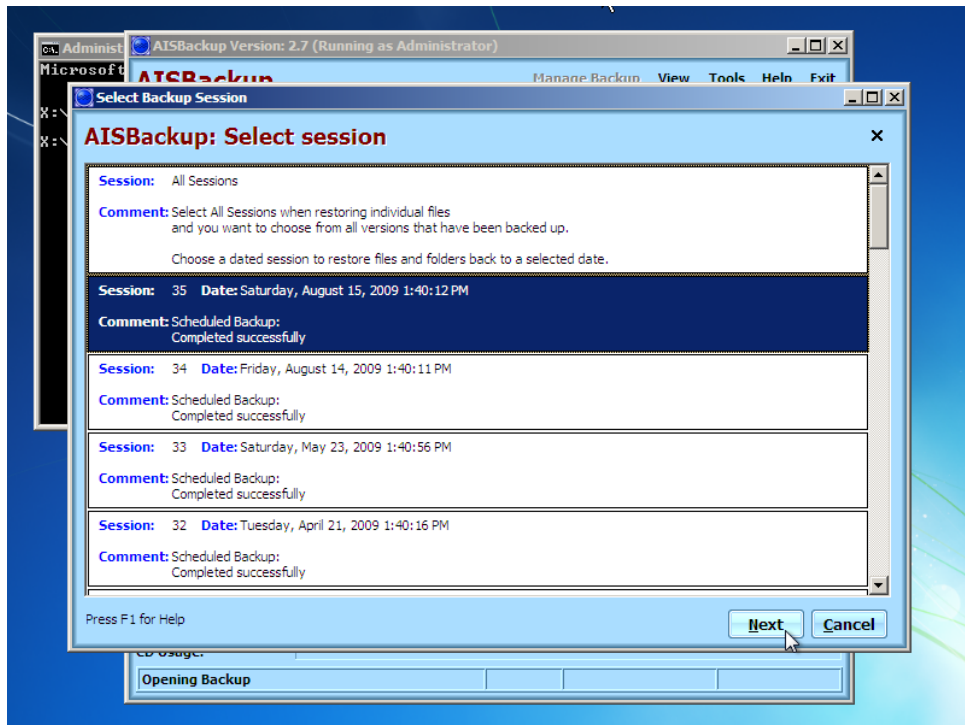 Administ
AISBackup Version: 2.7 (Running as Administrator)
Microsoft
AISBackup
Manage Backup View Tools Help Exit
Select Backup Session
X:\
AISBackup: Select session
X:\
Session: All Sessions
Comment: Select All Sessions when restoring individual files
and you want to choose from all versions that have been backed up.
Choose a dated session to restore files and folders back to a selected date.
Session: 35 Date: Saturday, August 15, 2009 1:40:12 PM
Comment: Scheduled Backup:
Completed successfully
Session: 34 Date: Friday, August 14, 2009 1:40:11 PM
Comment: Scheduled Backup:
Completed successfully
Session: 33 Date: Saturday, May 23, 2009 1:40:56 PM
Comment: Scheduled Backup:
Completed successfully
Session: 32 Date: Tuesday, April 21, 2009 1:40:16 PM
Comment: Scheduled Backup:
Completed successfully
Press F1 for Help
Next Cancel
CD Usage:
Opening Backup